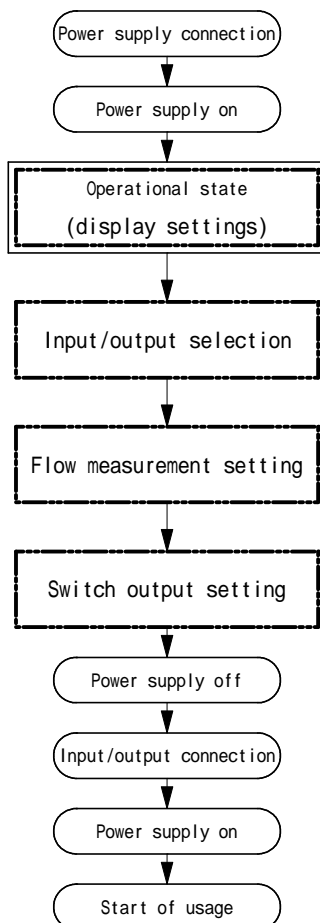 Power supply connection
Power supply on
Operational state
(display settings)
Input/output selection
Flow measurement setting
Switch output setting
Power supply off
Input/output connection
Power supply on
Start of usage